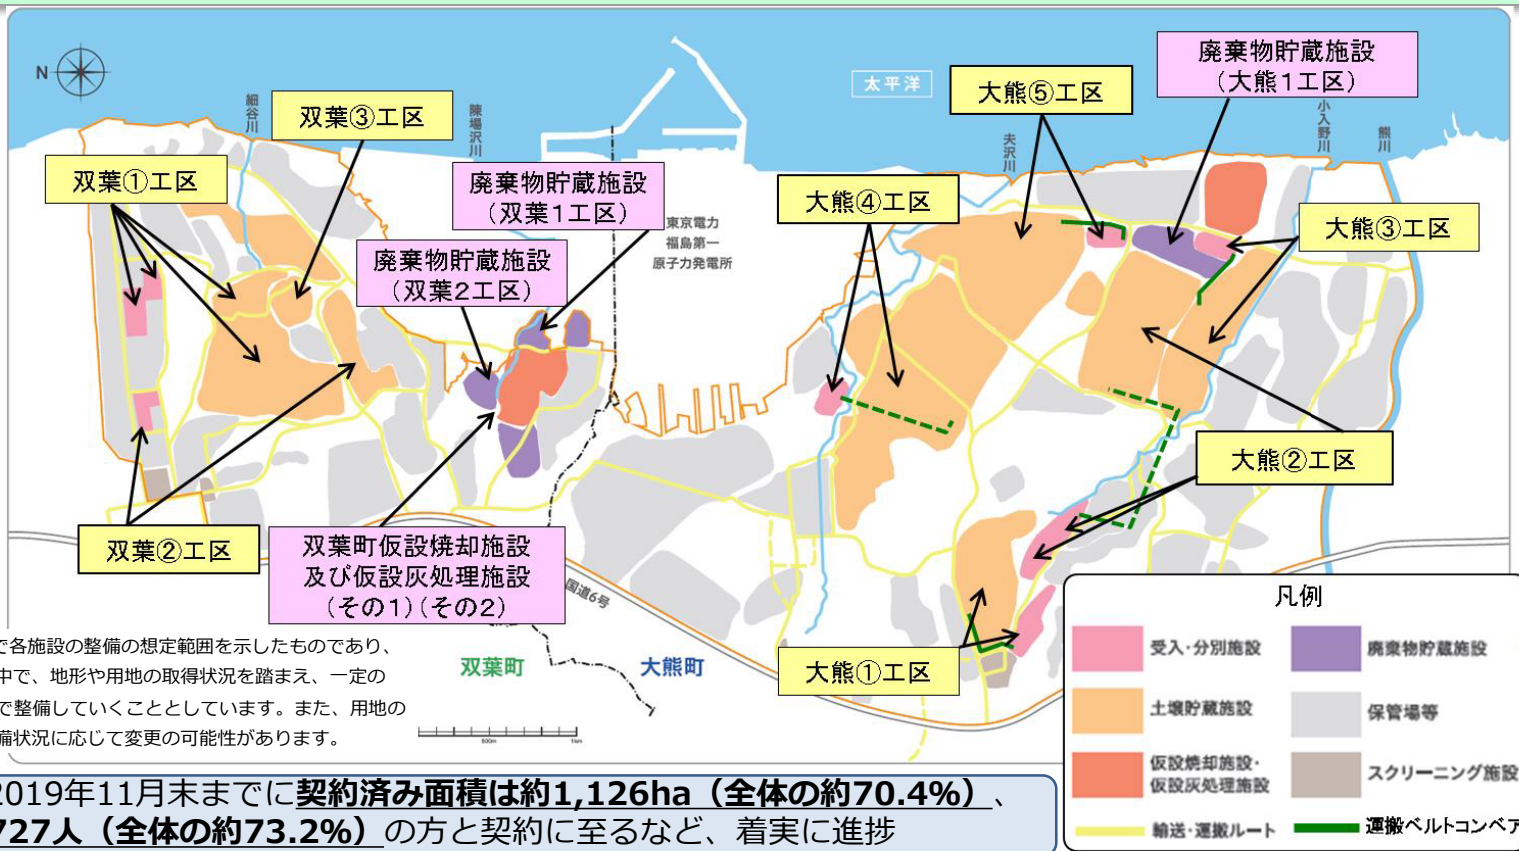 N
細谷川
陳場沢川
太平洋
夫沢川
小入野川
熊川
双葉①工区
双葉③工区
廃棄物貯蔵施設
（双葉1工区）
廃棄物貯蔵施設
（双葉2工区）
東京電力
福島第一
原子力発電所
大熊④工区
大熊⑤工区
廃棄物貯蔵施設
（大熊1工区）
大熊③工区
大熊②工区
双葉②工区
双葉町仮設焼却施設
及び仮設灰処理施設
（その1）（その2）
国道6号
大熊①工区
双葉町
大熊町
500m
1km
で各施設の整備の想定範囲を示したものであり、
中で、地形や用地の取得状況を踏まえ、一定の
で整備していくこととしています。また、用地の
備状況に応じて変更の可能性があります。
凡例
受入・分別施設
廃棄物貯蔵施設
土壌貯蔵施設
保管場等
仮設焼却施設・
仮設灰処理施設
スクリーニング施設
輸送・運搬ルート
運搬ベルトコンベア
2019年11月末までに契約済み面積は約1,126ha（全体の約70.4%）、
727人（全体の約73.2%）の方と契約に至るなど、着実に進捗